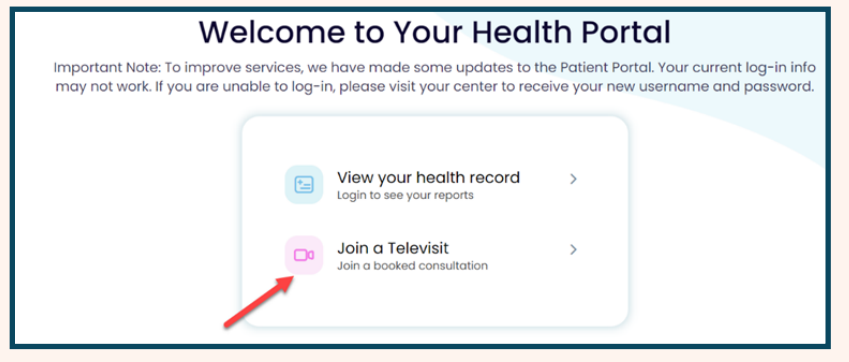 Welcome to Your Health Portal
Important Note: To improve services, we have made some updates to the Patient Portal. Your current log-in info
may not work. If you are unable to log-in, please visit your center to receive your new username and password.
View your health record
Login to see your reports
Join a Televisit
Join a booked consultation